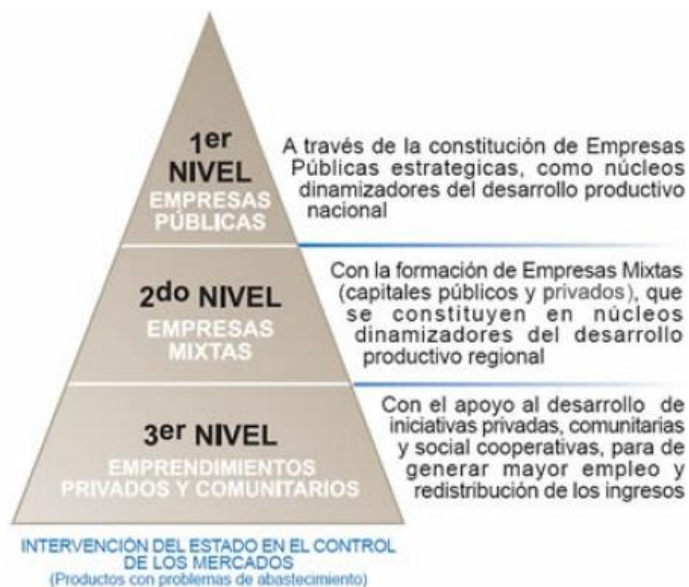 1er
NIVEL
EMPRESAS
PÚBLICAS
A través de la constitución de Empresas
Públicas estrategicas, como núcleos
dinamizadores del desarrollo productivo
nacional
2do NIVEL
EMPRESAS
MIXTAS
Con la formación de Empresas Mixtas
(capitales públicos y privados), que
se constituyen en núcleos
dinamizadores del desarrollo
productivo regional
3er NIVEL
EMPRENDIMIENTOS
PRIVADOS Y COMUNITARIOS
Con el apoyo al desarrollo de
iniciativas privadas, comunitarias
y social cooperativas, para de
generar mayor empleo y
redistribución de los ingresos
INTERVENCIÓN DEL ESTADO EN EL CONTROL
DE LOS MERCADOS
(Productos con problemas de abastecimiento)